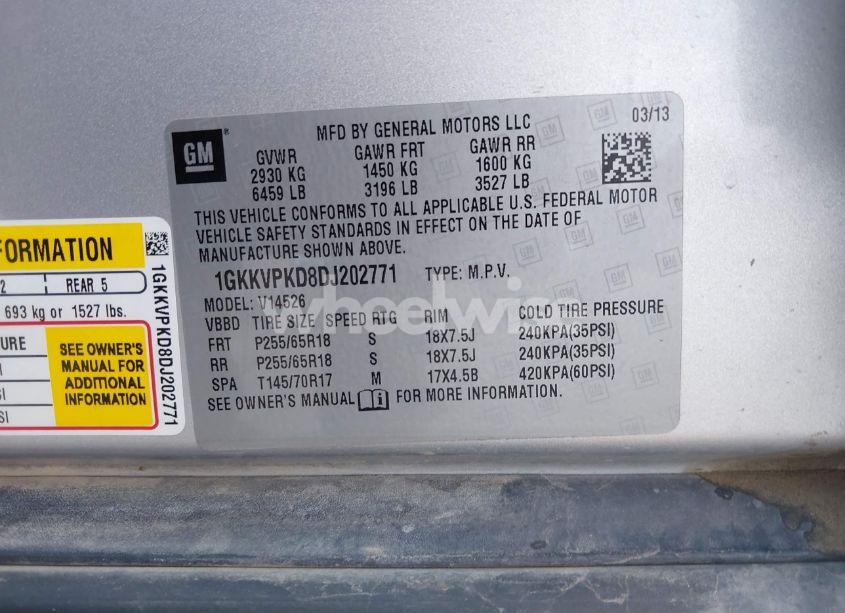 03/13
GM
MFD BY GENERAL MOTORS LLC
GVWR GAWR FRT GAWR RR
2930 KG 1450 KG 1600 KG
6459 LB 3196 LB 3527 LB
THIS VEHICLE CONFORMS TO ALL APPLICABLE U.S. FEDERAL MOTOR
VEHICLE SAFETY STANDARDS IN EFFECT ON THE DATE OF
MANUFACTURE SHOWN ABOVE.
1GKKVPKD8DJ202771 TYPE: M.P.V.
MODEL: V14526
VBBD TIRE SIZE SPEED RTG RIM COLD TIRE PRESSURE
FRT P255/65R18 S 18X7.5J 240KPA(35PSI)
RR P255/65R18 S 18X7.5J 240KPA(35PSI)
SPA T145/70R17 M 17X4.5B 420KPA(60PSI)
SEE OWNER'S MANUAL FOR MORE INFORMATION.
FORMATION
2 REAR 5
693 kg or 1527 lbs.
URE
SEE OWNER'S
MANUAL FOR
ADDITIONAL
INFORMATION
SI
SI
SI
1GKKVPKD8DJ202771
wheelwise